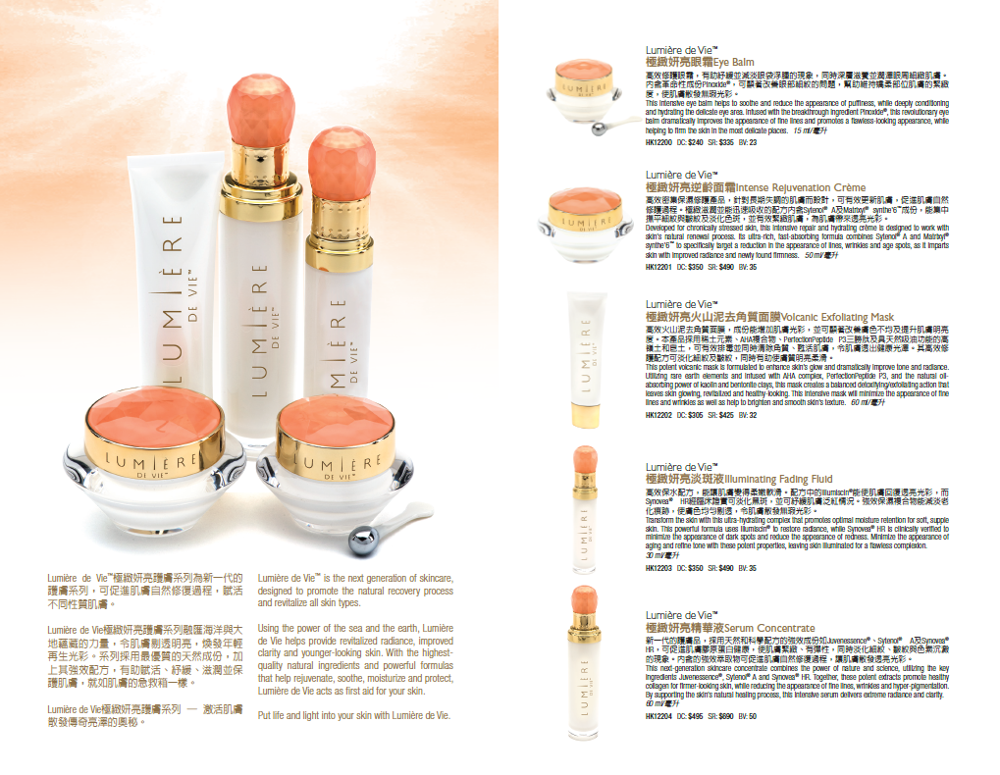 LUMIÈRE
DE VIE™
LUMIÈRE
DE VIE™
MIÈRE
DE VIE™
LUMIÈRE
DE VIE™
LUMIÈRE
DE VIE™
Lumière de Vie™極緻妍亮護膚系列為新一代的
護膚系列，可促進肌膚自然修復過程，賦活
不同性質肌膚。
Lumière de Vie極緻妍亮護膚系列融匯海洋與大
地蘊藏的力量，令肌膚剔透明亮，煥發年輕
再生光彩。系列採用最優質的天然成份，加
上其強效配方，有助賦活、紓緩、滋潤並保
護肌膚，就如肌膚的急救箱一樣。
Lumière de Vie極緻妍亮護膚系列 — 激活肌膚
散發傳奇亮澤的奧秘。
Lumière de Vie™ is the next generation of skincare,
designed to promote the natural recovery process
and revitalize all skin types.
Using the power of the sea and the earth, Lumière
de Vie helps provide revitalized radiance, improved
clarity and younger-looking skin. With the highest-
quality natural ingredients and powerful formulas
that help rejuvenate, soothe, moisturize and protect,
Lumière de Vie acts as first aid for your skin.
Put life and light into your skin with Lumière de Vie.
LUMIÈRE
DE VIE
Lumière de Vie™
極緻妍亮眼霜Eye Balm
高效修護眼霜，有助紓緩並減淡眼袋浮腫的現象，同時深層滋養並潤澤眼周細緻肌膚。
內含革命性成份Pinoxide®，可顯著改善眼部細紋的問題，幫助維持嬌柔部位肌膚的緊緻
度，使肌膚散發無瑕光彩。
This intensive eye balm helps to soothe and reduce the appearance of puffiness, while deeply conditioning
and hydrating the delicate eye area. Infused with the breakthrough ingredient Pinoxide®, this revolutionary eye
balm dramatically improves the appearance of fine lines and promotes a flawless-looking appearance, while
helping to firm the skin in the most delicate places. 15 ml/毫升
HK12200 DC: $240 SR: $335 BV: 23
LUMIÈRE
DE VIE
Lumière de Vie™
極緻妍亮逆齡面霜Intense Rejuvenation Crème
高效密集保濕修護產品，針對長期失調的肌膚而設計，可有效更新肌膚，促進肌膚自然
修護過程。極緻滋潤並能迅速吸收的配方內含Sytenol® A及Matrixyl® synthe'6™成份，能集中
撫平細紋與皺紋及淡化色斑，並有效緊緻肌膚，為肌膚帶來透亮光彩。
Developed for chronically stressed skin, this intensive repair and hydrating crème is designed to work with
skin's natural renewal process. Its ultra-rich, fast-absorbing formula combines Sytenol® A and Matrixyl®
synthe'6™ to specifically target a reduction in the appearance of lines, wrinkles and age spots, as it imparts
skin with improved radiance and newly found firmness. 50 ml/毫升
HK12201 DC: $350 SR: $490 BV: 35
LUMIÈRE
DE VIE
Lumière de Vie™
極緻妍亮火山泥去角質面膜Volcanic Exfoliating Mask
高效火山泥去角質面膜，成份能增加肌膚光彩，並可顯著改善膚色不均及提升肌膚明亮
度。本產品採用稀土元素、AHA複合物、PerfectionPeptide P3三勝肽及具天然吸油功能的高
嶺土和皂土，可有效排毒並同時清除角質、甦活肌膚，令肌膚透出健康光澤。其高效修
護配方可淡化細紋及皺紋，同時有助使膚質明亮柔滑。
This potent volcanic mask is formulated to enhance skin's glow and dramatically improve tone and radiance.
Utilizing rare earth elements and infused with AHA complex, PerfectionPeptide P3, and the natural oil-
absorbing power of kaolin and bentonite clays, this mask creates a balanced detoxifying/exfoliating action that
leaves skin glowing, revitalized and healthy-looking. This intensive mask will minimize the appearance of fine
lines and wrinkles as well as help to brighten and smooth skin's texture. 60 ml/毫升
HK12202 DC: $305 SR: $425 BV: 32
LUMIÈRE
DE VIE
Lumière de Vie™
極緻妍亮淡斑液Illuminating Fading Fluid
高效保水配方，能讓肌膚變得柔嫩軟滑。配方中的Illumiscin®能使肌膚回復透亮光彩，而
Synovea® HR經臨床證實可淡化黑斑，並可紓緩肌膚泛紅情況。強效保濕複合物能減淡老
化痕跡，使膚色均勻剔透，令肌膚散發無瑕光彩。
Transform the skin with this ultra-hydrating complex that promotes optimal moisture retention for soft, supple
skin. This powerful formula uses Illumiscin® to restore radiance, while Synovea® HR is clinically verified to
minimize the appearance of dark spots and reduce the appearance of redness. Minimize the appearance of
aging and refine tone with these potent properties, leaving skin illuminated for a flawless complexion.
30 ml/毫升
HK12203 DC: $350 SR: $490 BV: 35
LUMIÈRE
DE VIE
Lumière de Vie™
極緻妍亮精華液Serum Concentrate
新一代的護膚品，採用天然和科學配方的強效成份如Juvenessence®、Sytenol® A及Synovea®
HR，可促進肌膚膠原蛋白健康，使肌膚緊緻、有彈性，同時淡化細紋、皺紋與色素沉澱
的現象。內含的強效萃取物可促進肌膚自然修復過程，讓肌膚散發透亮光彩。
This next-generation skincare concentrate combines the power of nature and science, utilizing the key
ingredients Juvenessence®, Sytenol® A and Synovea® HR. Together, these potent extracts promote healthy
collagen for firmer-looking skin, while reducing the appearance of fine lines, wrinkles and hyper-pigmentation.
By supporting the skin's natural healing process, this intensive serum delivers extreme radiance and clarity.
60 ml/毫升
HK12204 DC: $495 SR: $690 BV: 50